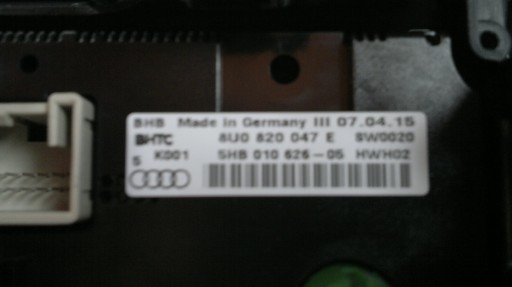 BHB Made in Germany III 07.04.15
BHTC 8U0 820 047 E SW0020
S K001 5HB 010 626-05 HWH02